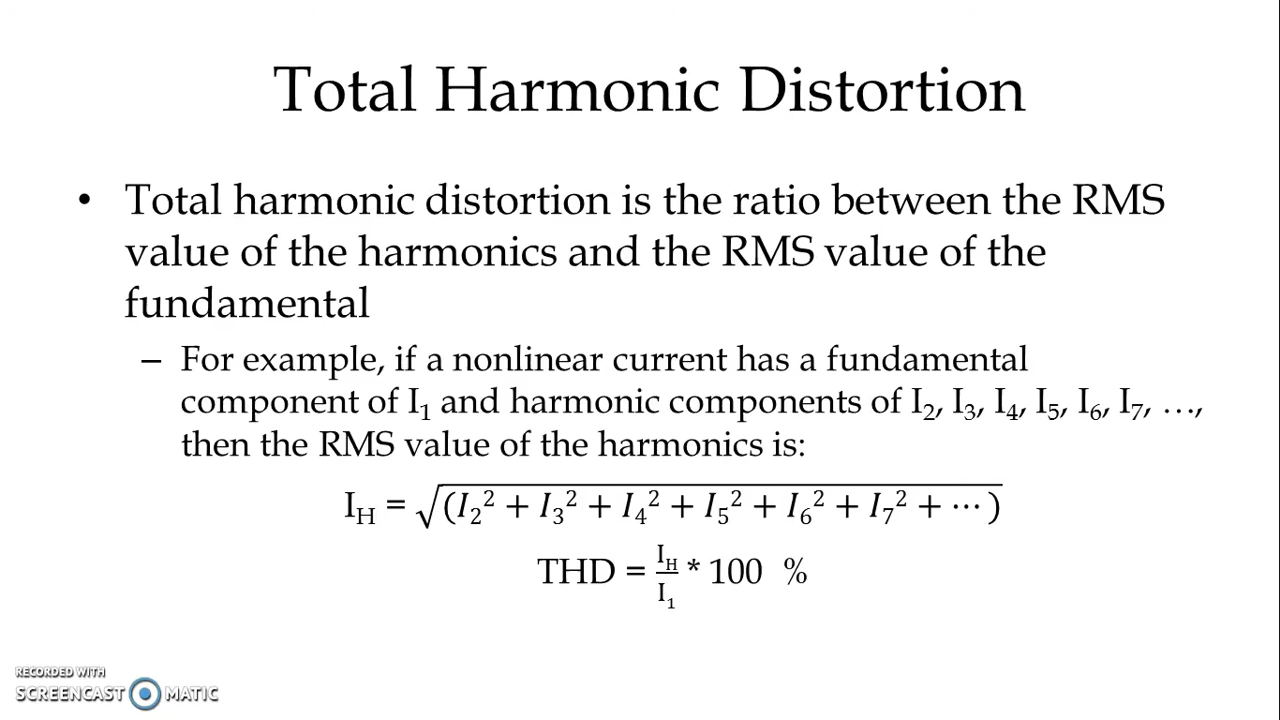 Total Harmonic Distortion
• Total harmonic distortion is the ratio between the RMS
value of the harmonics and the RMS value of the
fundamental
– For example, if a nonlinear current has a fundamental
component of I₁ and harmonic components of I₂, I₃, I₄, I₅, I₆, I₇, …,
then the RMS value of the harmonics is:
I_H = √(I₂² + I₃² + I₄² + I₅² + I₆² + I₇² + ⋯ )
THD = I_H/I₁ * 100 %
RECORDED WITH
SCREENCAST MATIC